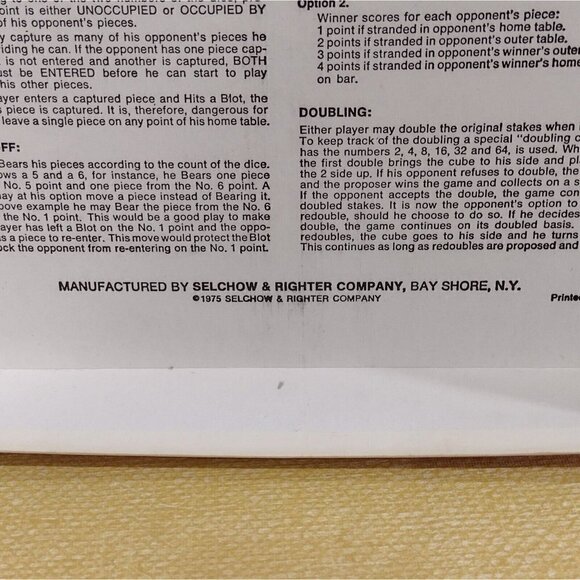 point is either UNOCCUPIED or OCCUPIED BY
of his opponent's pieces.
y capture as many of his opponent's pieces he
iding he can. If the opponent has one piece cap-
is not entered and another is captured, BOTH
ust be ENTERED before he can start to play
his other pieces.
ayer enters a captured piece and Hits a Blot, the
s piece is captured. It is, therefore, dangerous for
leave a single piece on any point of his home table.
FF:
Bears his pieces according to the count of the dice.
ows a 5 and a 6, for instance, he Bears one piece
No. 5 point and one piece from the No. 6 point. A
nay at his option move a piece instead of Bearing it.
bove example he may Bear the piece from the No. 6
the No. 1 point. This would be a good play to make
ayer has left a Blot on the No. 1 point and the oppo-
as a piece to re-enter. This move would protect the Blot
ock the opponent from re-entering on the No. 1 point.
Option 2.
Winner scores for each opponent's piece:
1 point if stranded in opponent's home table.
2 points if stranded in opponent's outer table.
3 points if stranded in opponent's winner's outer
4 points if stranded in opponent's winner's home
on bar.
DOUBLING:
Either player may double the original stakes when
To keep track of the doubling a special "doubling c
has the numbers 2, 4, 8, 16, 32 and 64, is used. Wh
the first double brings the cube to his side and pl
the 2 side up. If his opponent refuses to double, the
and the proposer wins the game and collects on a s
If the opponent accepts the double, the game con
doubled stakes. It is now the opponent's option to
redouble, should he choose to do so. If he decides
double, the game continues on its doubled basis.
redoubles, the cube goes to his side and he turns
This continues as long as redoubles are proposed and
MANUFACTURED BY SELCHOW & RIGHTER COMPANY, BAY SHORE, N.Y.
©1975 SELCHOW & RIGHTER COMPANY
Printe